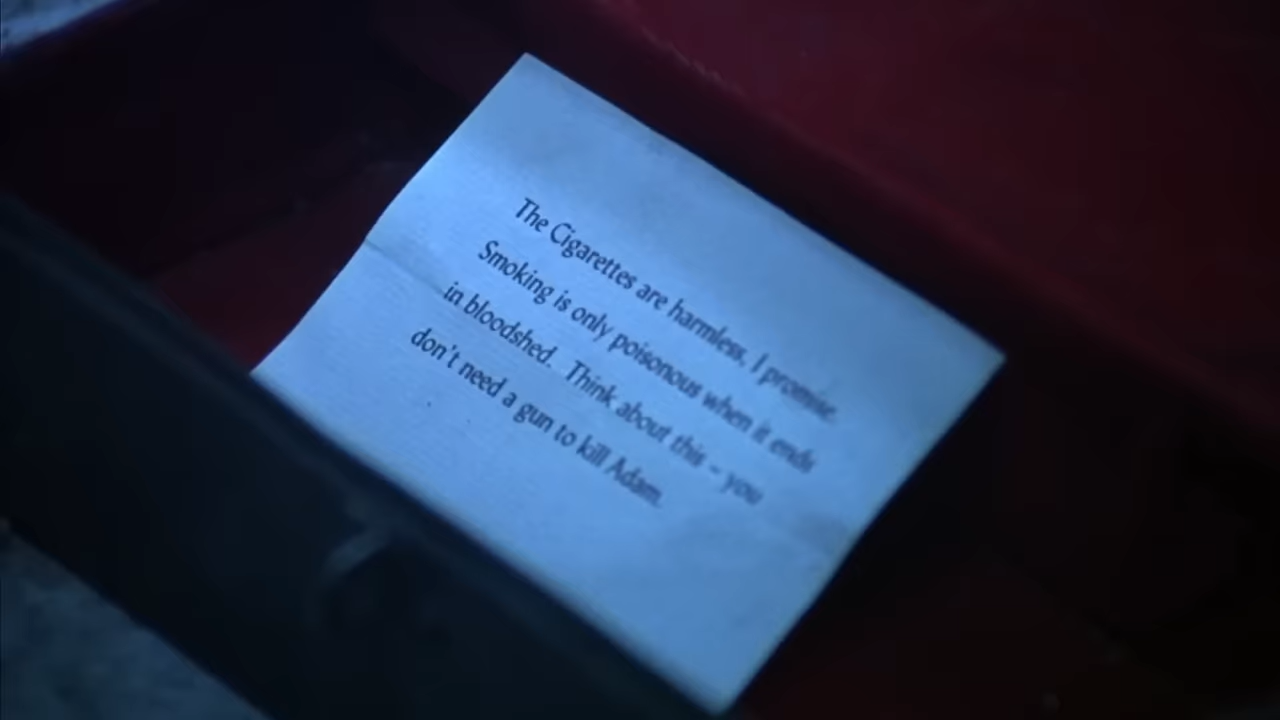 The Cigarettes are harmless, I promise.
Smoking is only poisonous when it ends
in bloodshed. Think about this – you
don't need a gun to kill Adam.